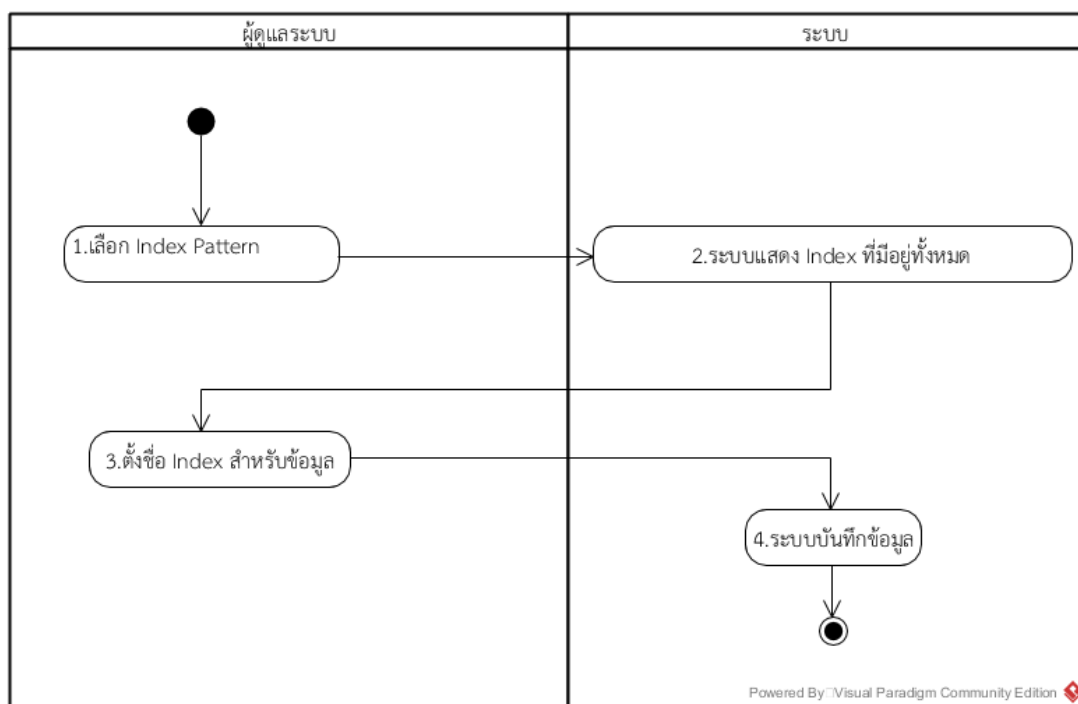 ผู้ดูแลระบบ
ระบบ
1.เลือก Index Pattern
2.ระบบแสดง Index ที่มีอยู่ทั้งหมด
3.ตั้งชื่อ Index สำหรับข้อมูล
4.ระบบบันทึกข้อมูล
Powered By Visual Paradigm Community Edition